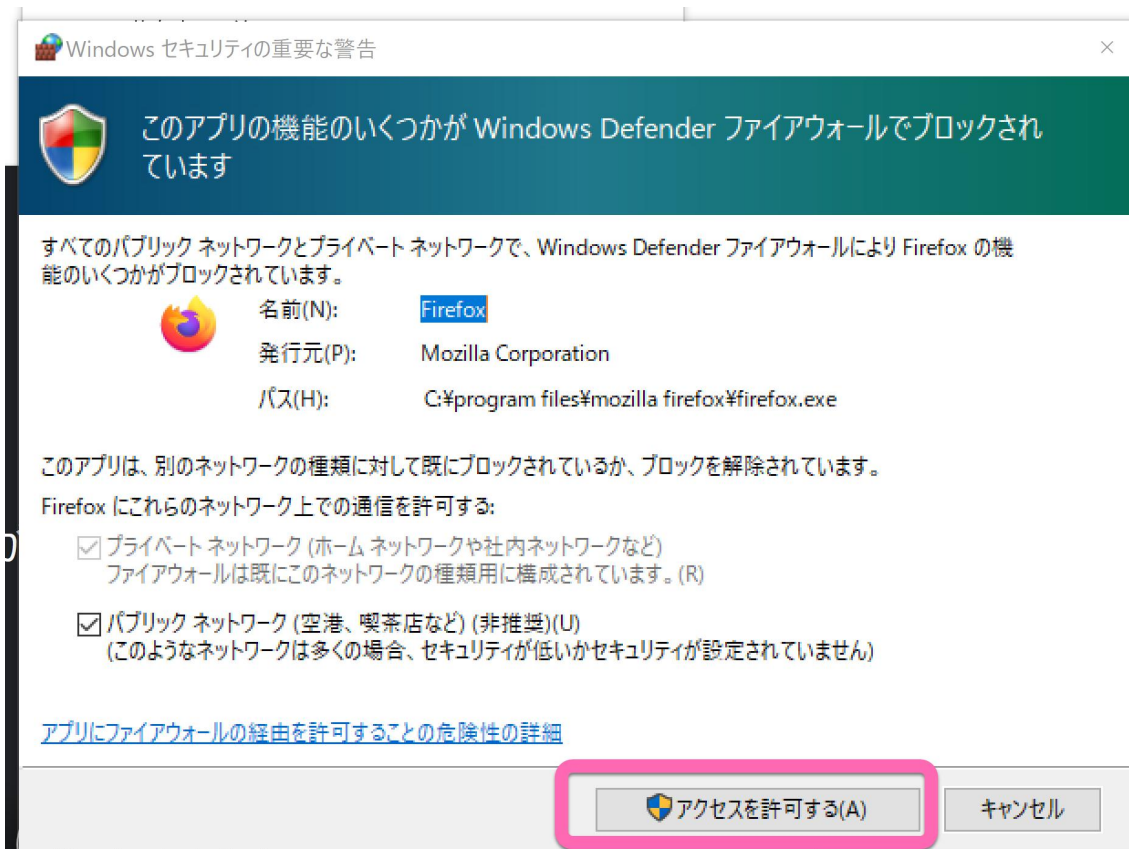 Windows セキュリティの重要な警告
このアプリの機能のいくつかが Windows Defender ファイアウォールでブロックされ
ています
すべてのパブリック ネットワークとプライベート ネットワークで、Windows Defender ファイアウォールにより Firefox の機
能のいくつかがブロックされています。
名前(N): Firefox
発行元(P): Mozilla Corporation
パス(H): C:¥program files¥mozilla firefox¥firefox.exe
このアプリは、別のネットワークの種類に対して既にブロックされているか、ブロックを解除されています。
Firefox にこれらのネットワーク上での通信を許可する:
プライベート ネットワーク (ホーム ネットワークや社内ネットワークなど)
ファイアウォールは既にこのネットワークの種類用に構成されています。(R)
パブリック ネットワーク (空港、喫茶店など) (非推奨)(U)
(このようなネットワークは多くの場合、セキュリティが低いかセキュリティが設定されていません)
アプリにファイアウォールの経由を許可することの危険性の詳細
アクセスを許可する(A) キャンセル